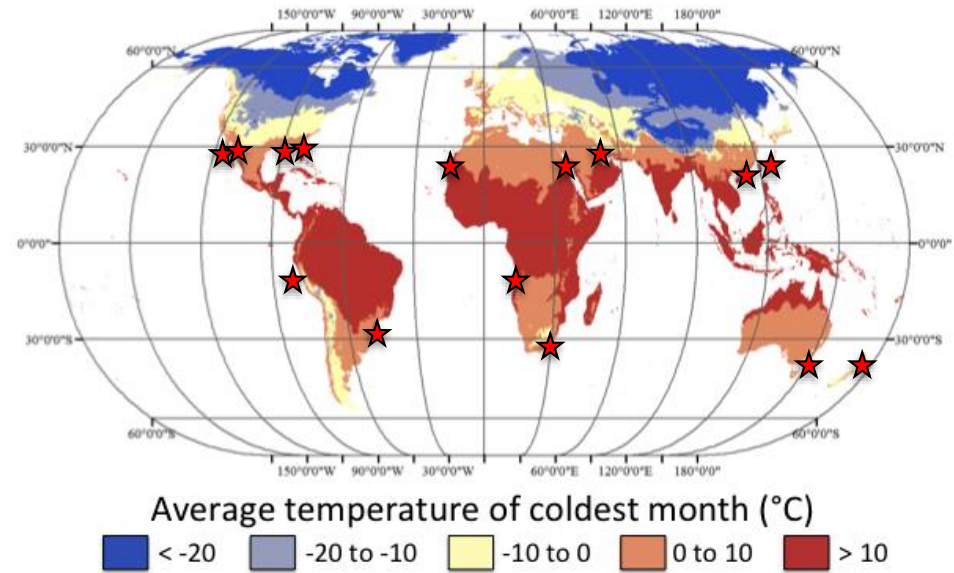 150°0'0"W 90°0'0"W 30°0'0"W 60°0'0"E 120°0'0"E 180°0'0"
60°0'0"N 60°0'0"N
30°0'0"N 30°0'0"N
0°0'0" 0°0'0"
30°0'0"S 30°0'0"S
60°0'0"S 60°0'0"S
150°0'0"W 90°0'0"W 30°0'0"W 60°0'0"E 120°0'0"E 180°0'0"
Average temperature of coldest month (°C)
< -20 -20 to -10 -10 to 0 0 to 10 > 10